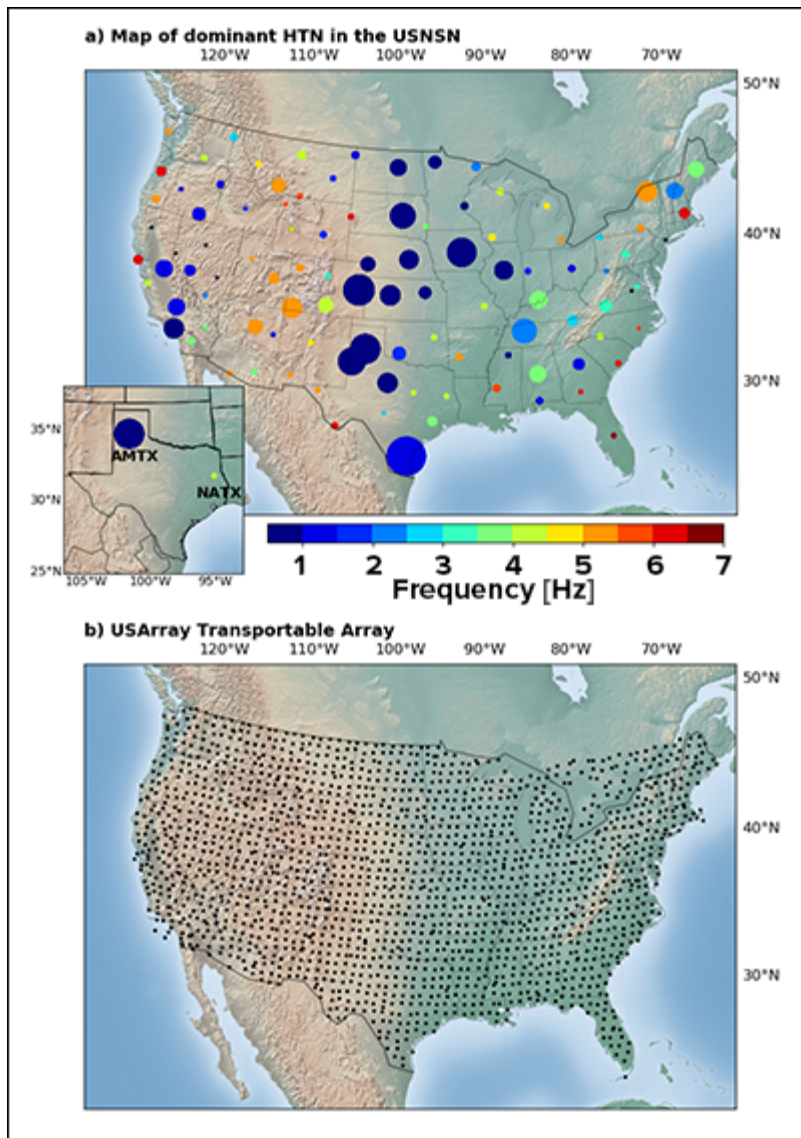 a) Map of dominant HTN in the USNSN
120°W 110°W 100°W 90°W 80°W 70°W
50°N
40°N
30°N
35°N
30°N
25°N
AMTX
NATX
105°W 100°W 95°W
1 2 3 4 5 6 7
Frequency [Hz]
b) USArray Transportable Array
120°W 110°W 100°W 90°W 80°W 70°W
50°N
40°N
30°N